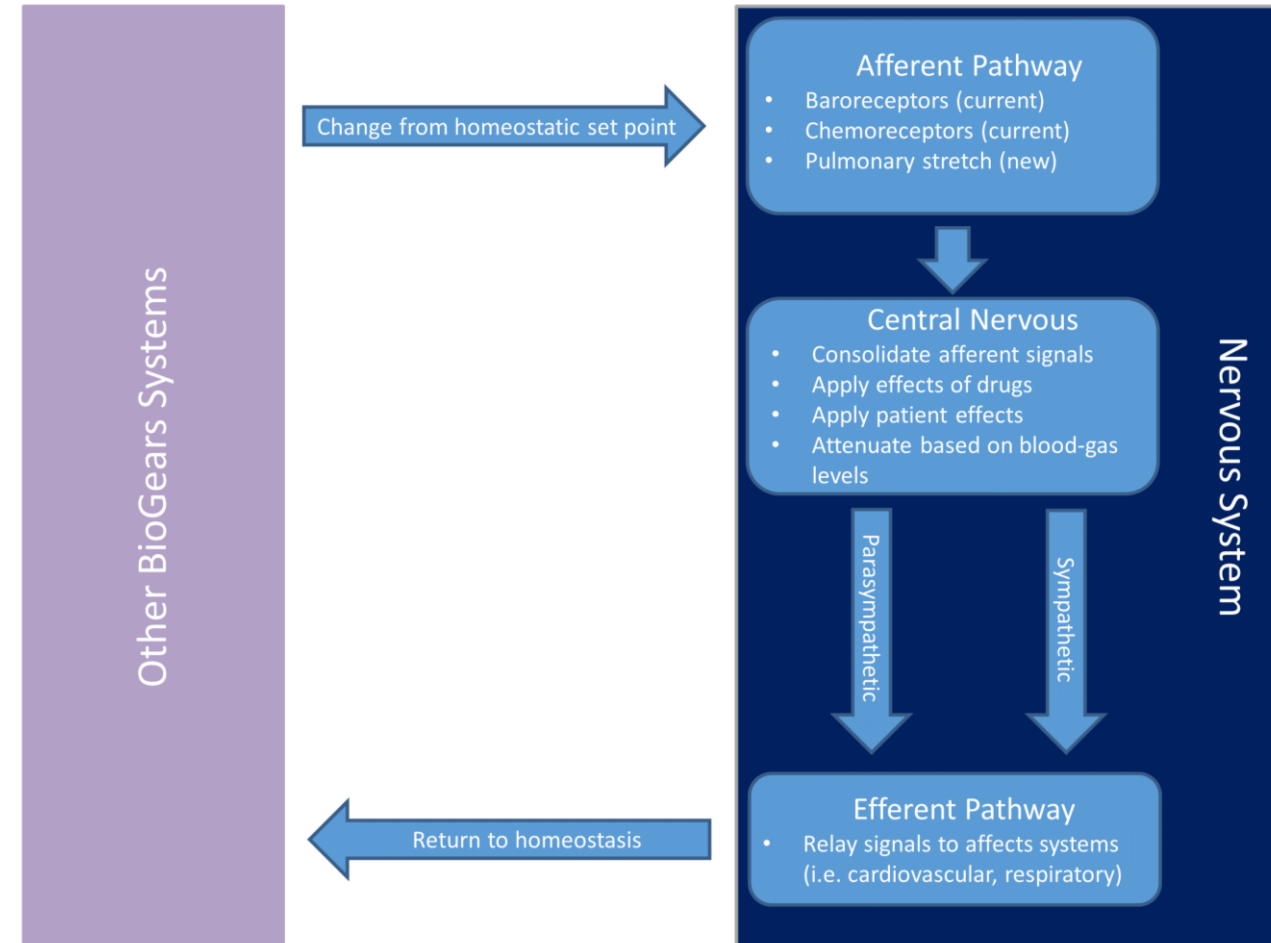 Other BioGears Systems
Change from homeostatic set point
Afferent Pathway
• Baroreceptors (current)
• Chemoreceptors (current)
• Pulmonary stretch (new)
Central Nervous
• Consolidate afferent signals
• Apply effects of drugs
• Apply patient effects
• Attenuate based on blood-gas
levels
Parasympathetic
Sympathetic
Nervous System
Efferent Pathway
• Relay signals to affects systems
(i.e. cardiovascular, respiratory)
Return to homeostasis